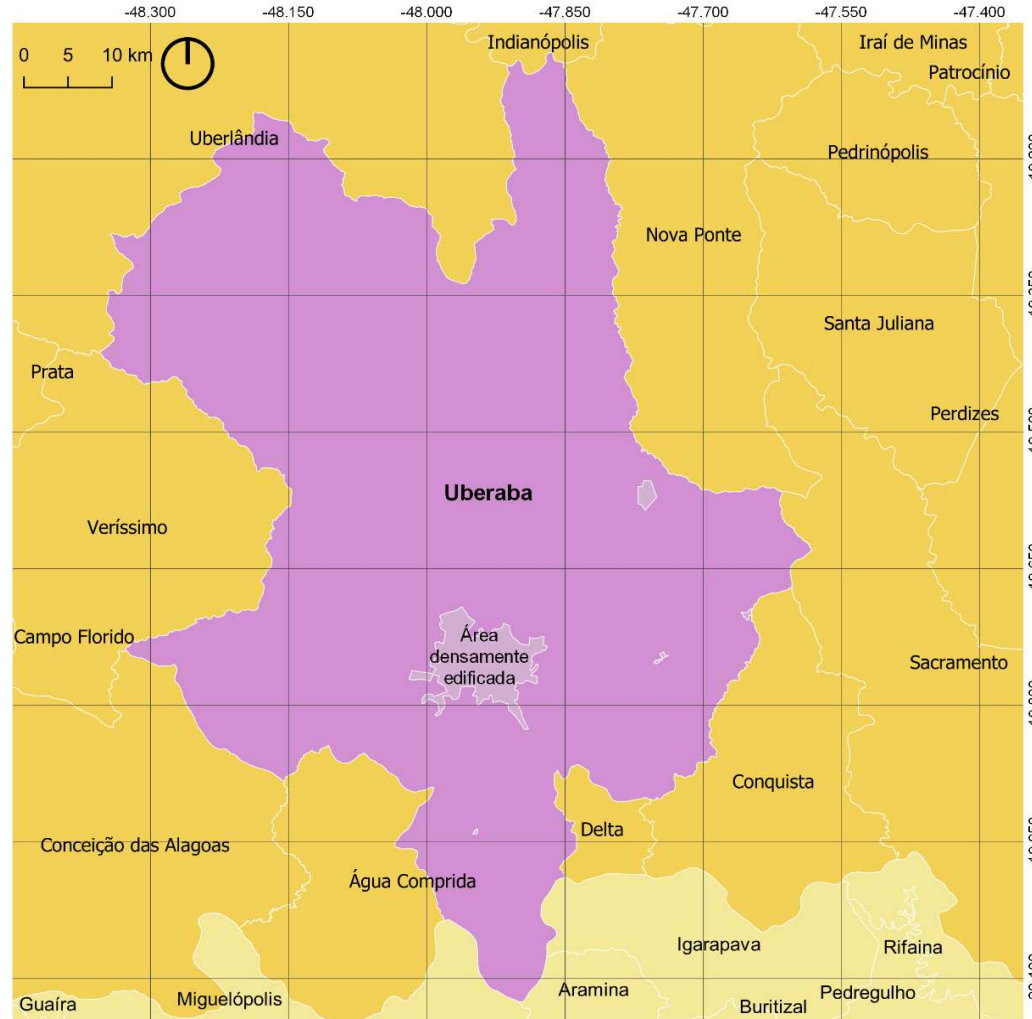 -48.300 -48.150 -48.000 -47.850 -47.700 -47.550 -47.400
0 5 10 km
Indianópolis
Iraí de Minas
Patrocínio
Uberlândia
Pedrinópolis
Nova Ponte
Santa Juliana
Prata
Perdizes
Uberaba
Veríssimo
Campo Florido
Área
densamente
edificada
Sacramento
Conquista
Delta
Conceição das Alagoas
Água Comprida
Igarapava
Rifaina
Guaíra
Miguelópolis
Aramina
Buritizal
Pedregulho